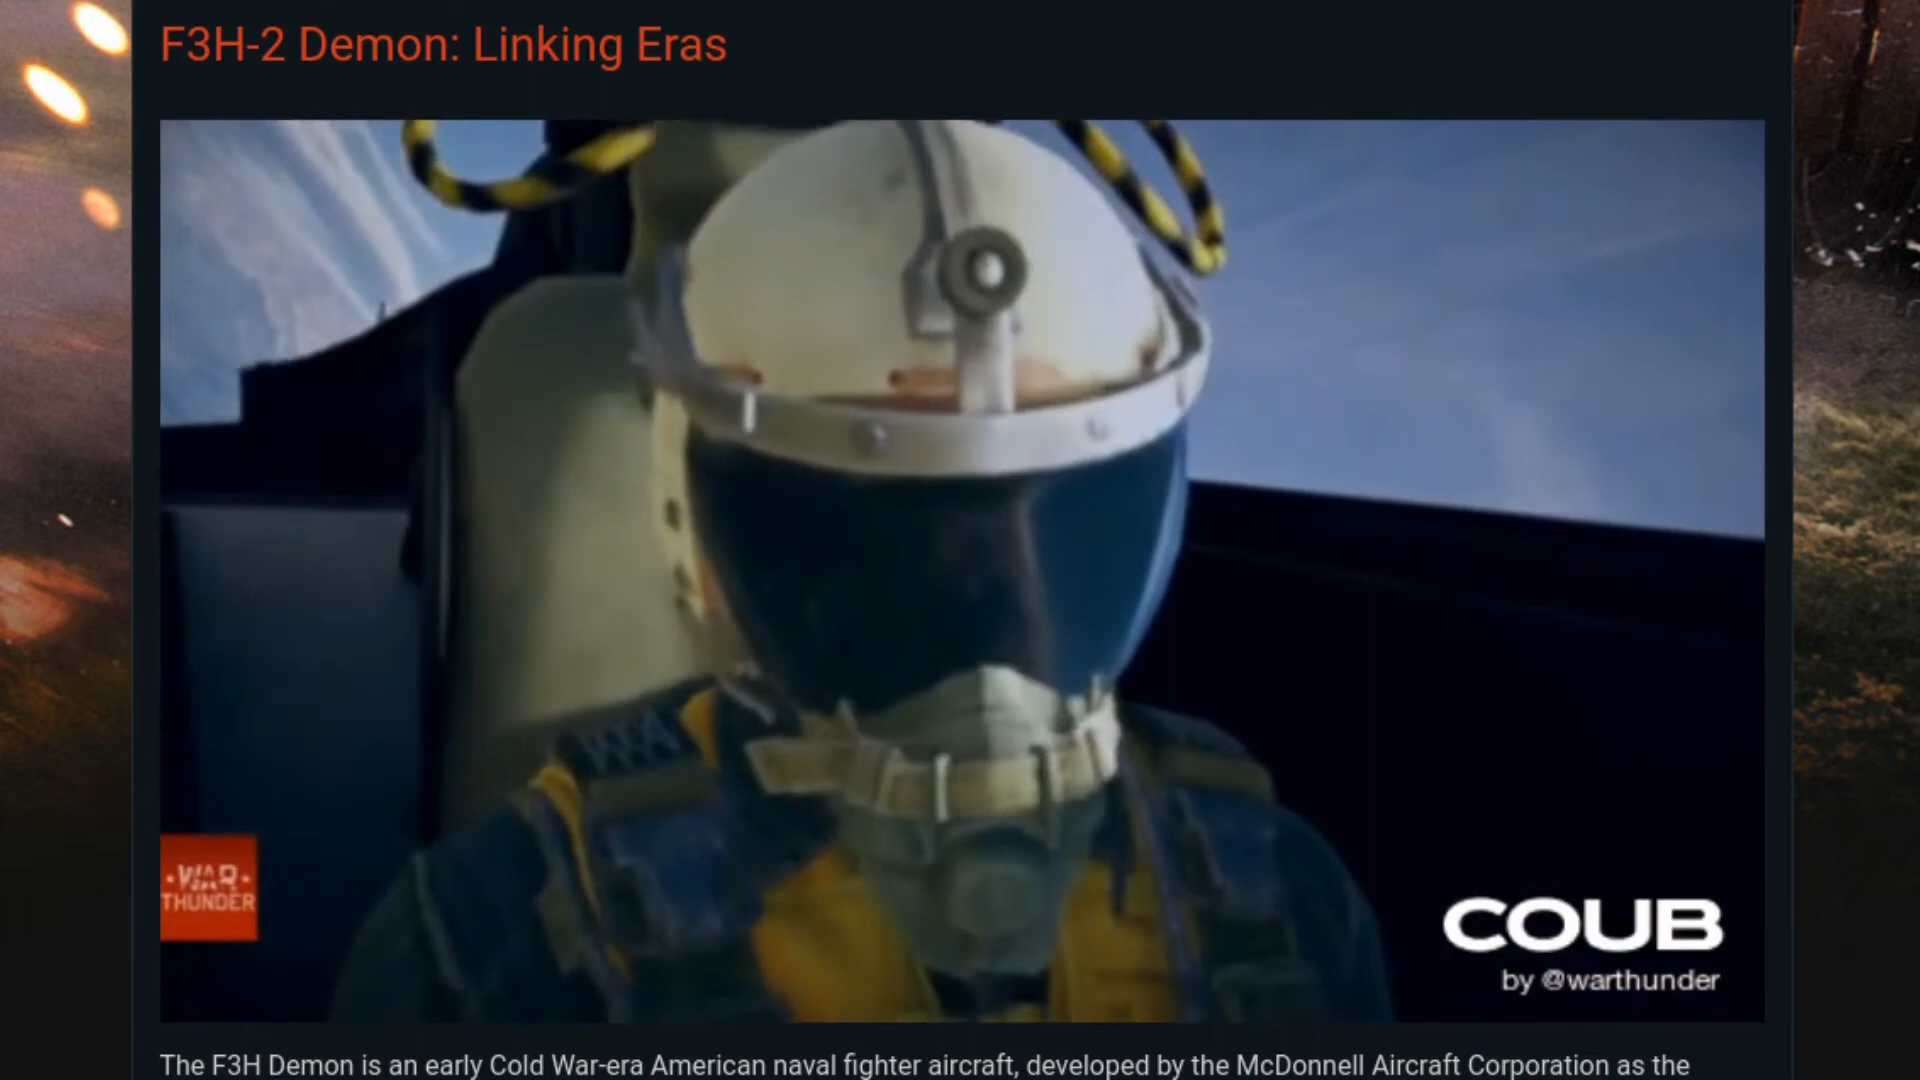 F3H-2 Demon: Linking Eras
WAR
THUNDER
COUB
by @warthunder
The F3H Demon is an early Cold War-era American naval fighter aircraft, developed by the McDonnell Aircraft Corporation as the